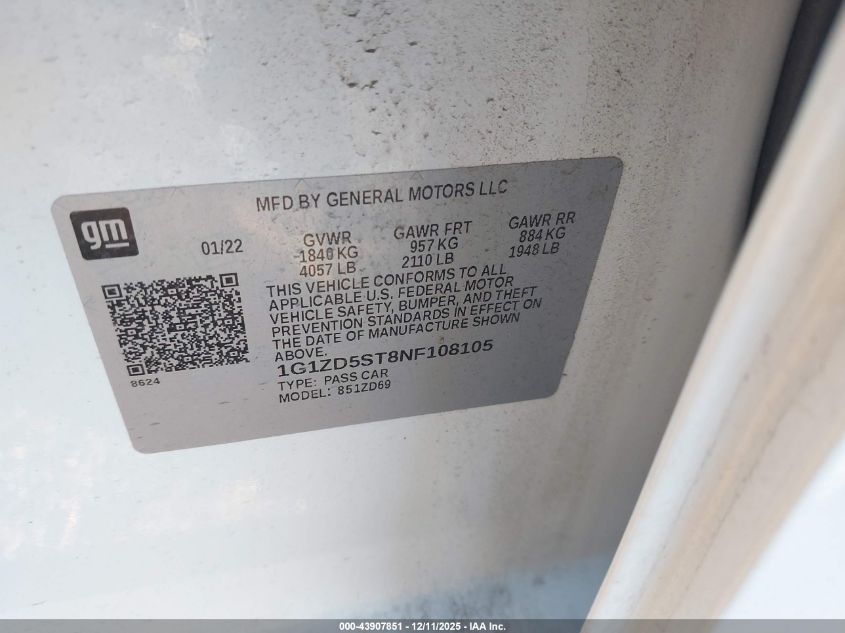 MFD BY GENERAL MOTORS LLC
gm
01/22
GVWR
1840 KG
4057 LB
GAWR FRT
957 KG
2110 LB
GAWR RR
884 KG
1948 LB
THIS VEHICLE CONFORMS TO ALL
APPLICABLE U.S. FEDERAL MOTOR
VEHICLE SAFETY, BUMPER, AND THEFT
PREVENTION STANDARDS IN EFFECT ON
THE DATE OF MANUFACTURE SHOWN
ABOVE.
1G1ZD5ST8NF108105
TYPE: PASS CAR
MODEL: 851ZD69
8624
000-43907851 - 12/11/2025 - IAA Inc.